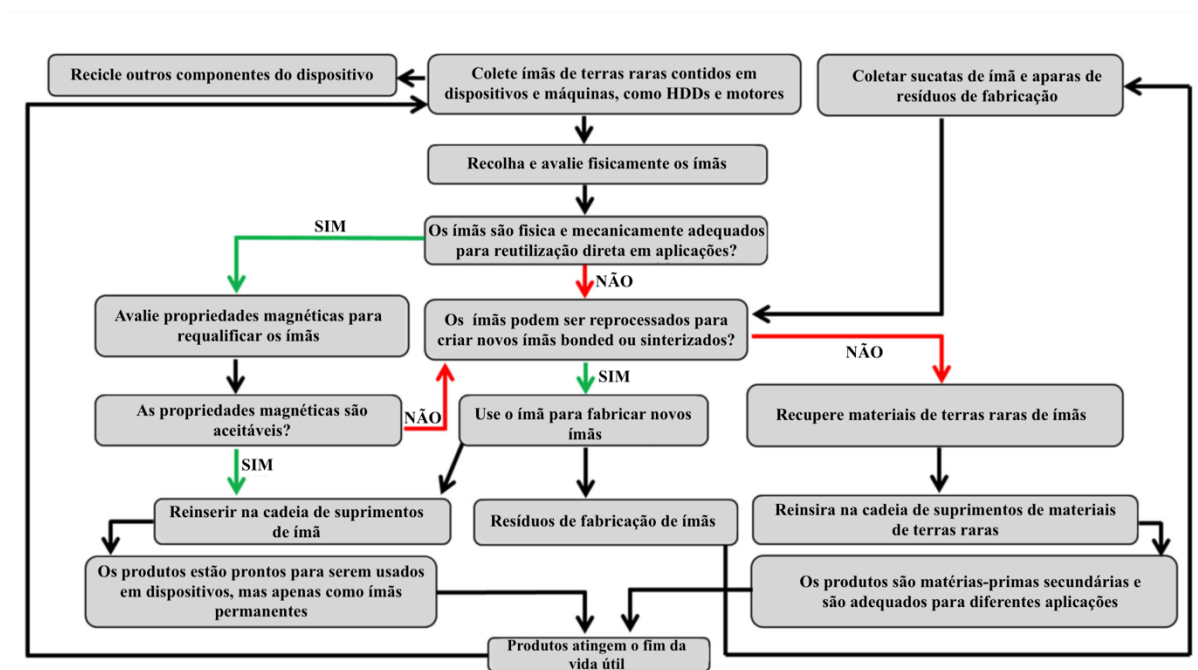 Recicle outros componentes do dispositivo
Colete ímãs de terras raras contidos em
dispositivos e máquinas, como HDDs e motores
Coletar sucatas de ímã e aparas de
resíduos de fabricação
Recolha e avalie fisicamente os ímãs
SIM
Os ímãs são fisica e mecanicamente adequados
para reutilização direta em aplicações?
NÃO
Avalie propriedades magnéticas para
requalificar os ímãs
Os ímãs podem ser reprocessados para
criar novos ímãs bonded ou sinterizados?
NÃO
SIM
As propriedades magnéticas são
aceitáveis?
NÃO
Use o ímã para fabricar novos
ímãs
Recupere materiais de terras raras de ímãs
SIM
Reinserir na cadeia de suprimentos
de ímã
Resíduos de fabricação de ímãs
Reinsira na cadeia de suprimentos de materiais
de terras raras
Os produtos estão prontos para serem usados
em dispositivos, mas apenas como ímãs
permanentes
Os produtos são matérias-primas secundárias e
são adequados para diferentes aplicações
Produtos atingem o fim da
vida útil